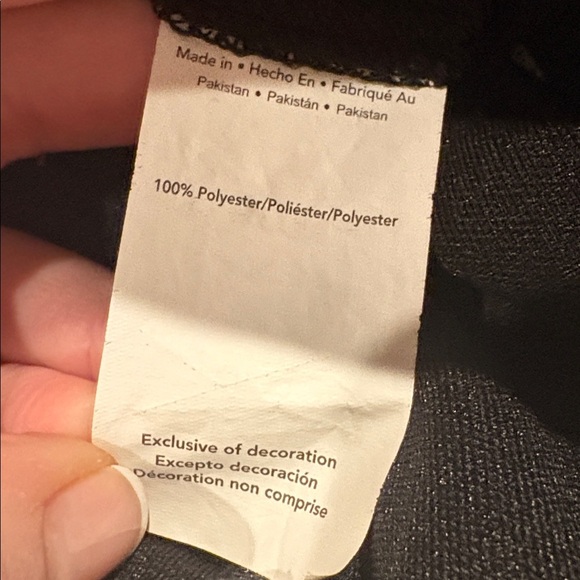 Made in • Hecho En • Fabriqué Au
Pakistan • Pakistán • Pakistan
100% Polyester/Poliéster/Polyester
Exclusive of decoration
Excepto decoración
Décoration non comprise